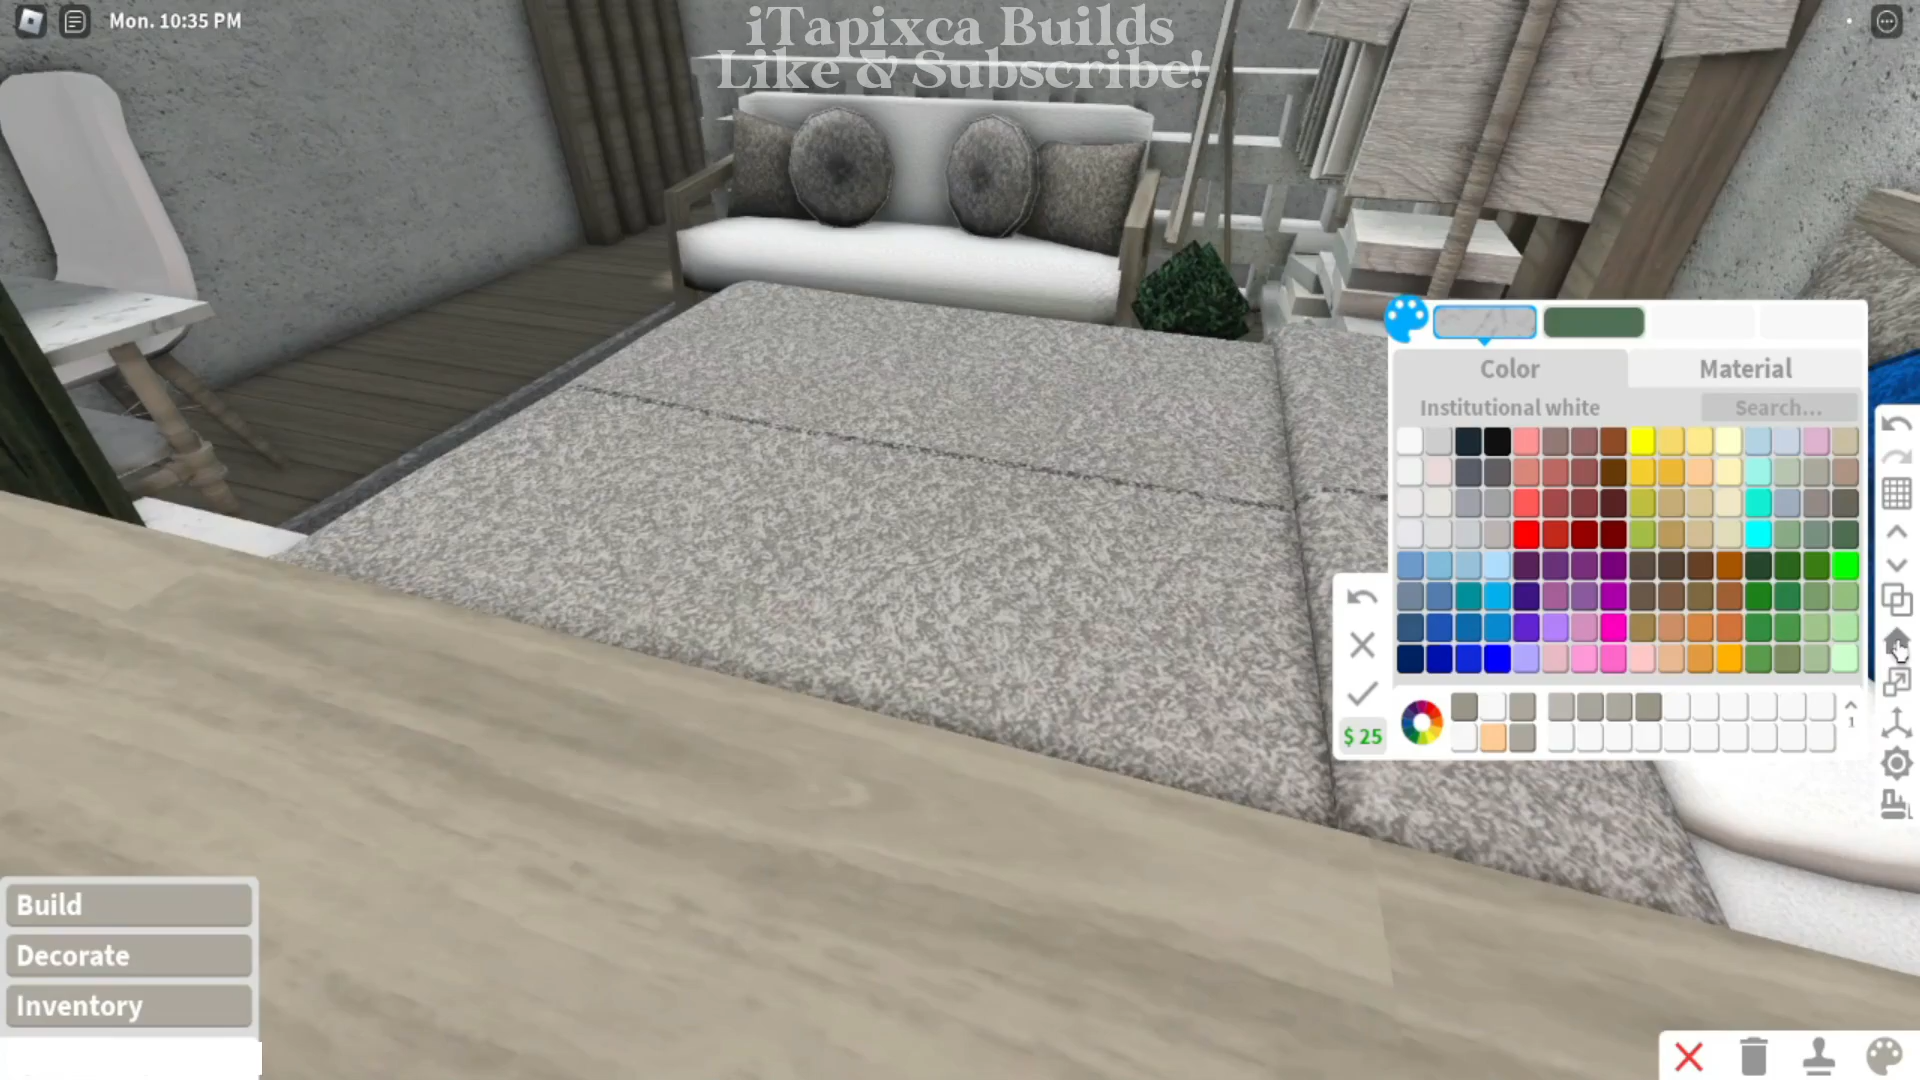 Mon. 10:35 PM
iTapixca Builds
Like & Subscribe!
Color
Material
Institutional white
Search...
1
$ 25
Build
Decorate
Inventory